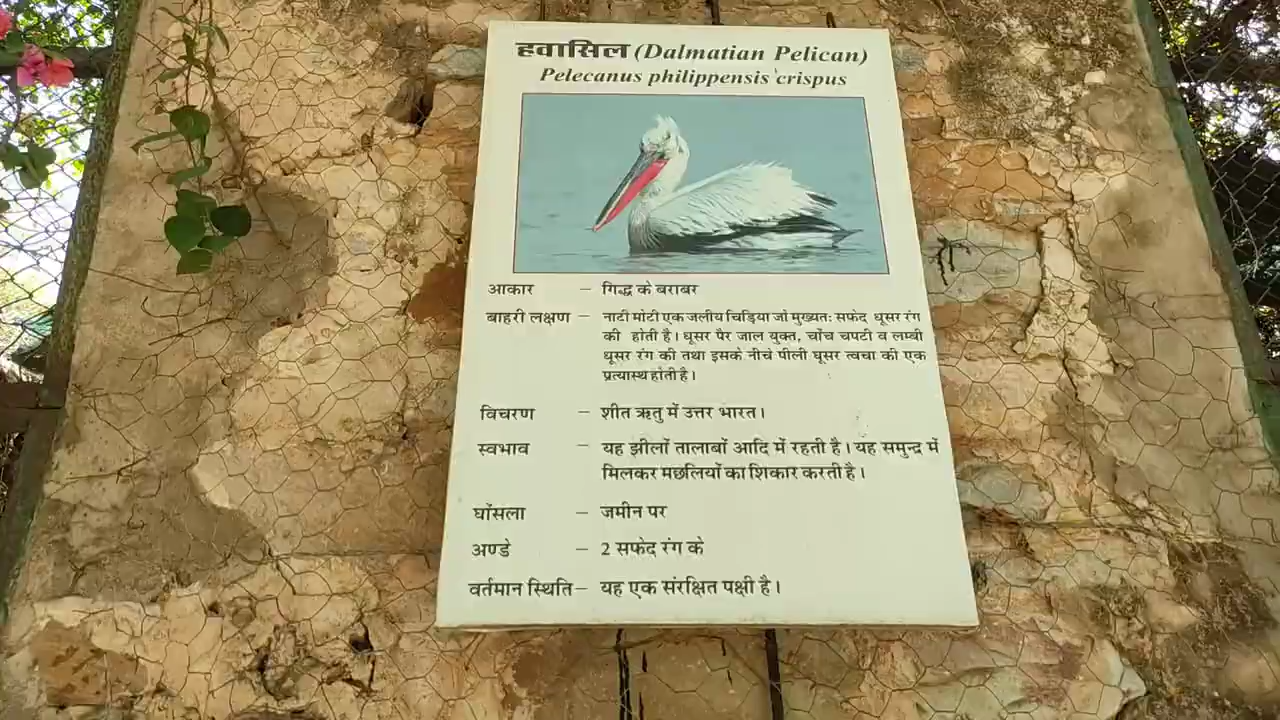 हवासिल (Dalmatian Pelican)
Pelecanus philippensis crispus
आकार – गिद्ध के बराबर
बाहरी लक्षण – नाटी मोटी एक जलीय चिड़िया जो मुख्यतः सफेद धूसर रंग
की होती है। धूसर पैर जाल युक्त, चोंच चपटी व लम्बी
धूसर रंग की तथा इसके नीचे पीली धूसर त्वचा की एक
प्रत्यास्थ होती है।
विचरण – शीत ऋतु में उत्तर भारत।
स्वभाव – यह झीलों तालाबों आदि में रहती है। यह समुन्द्र में
मिलकर मछलियों का शिकार करती है।
घोंसला – जमीन पर
अण्डे – 2 सफेद रंग के
वर्तमान स्थिति – यह एक संरक्षित पक्षी है।